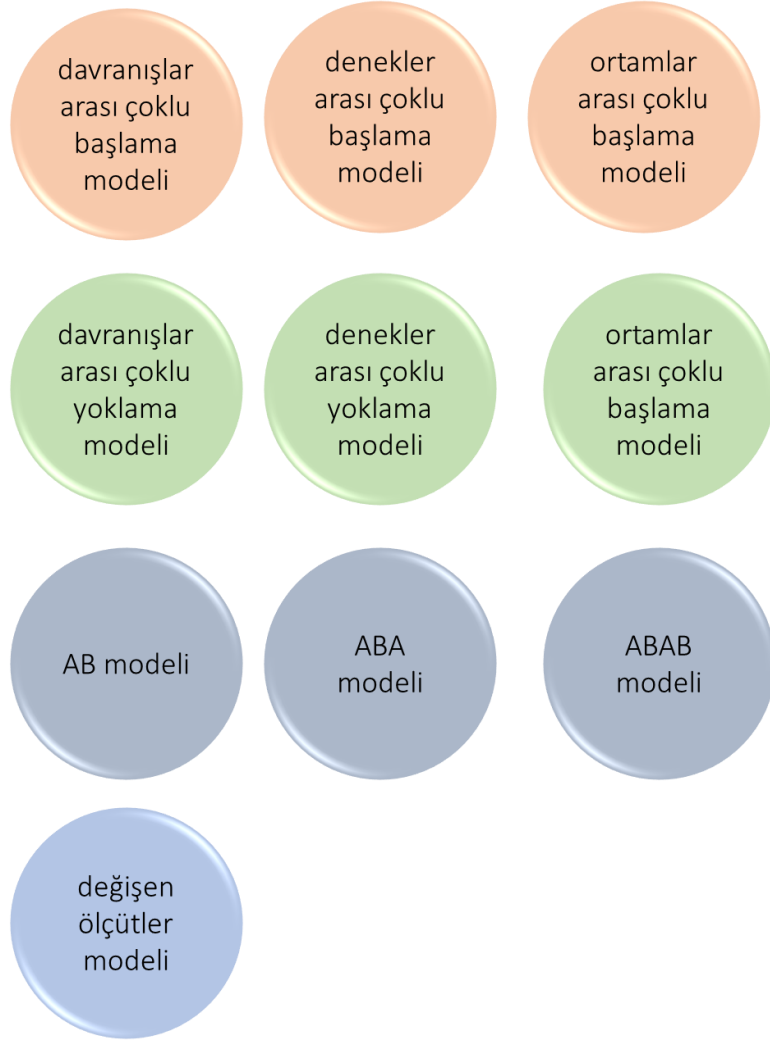 davranışlar
arası çoklu
başlama
modeli
denekler
arası çoklu
başlama
modeli
ortamlar
arası çoklu
başlama
modeli
davranışlar
arası çoklu
yoklama
modeli
denekler
arası çoklu
yoklama
modeli
ortamlar
arası çoklu
başlama
modeli
AB modeli
ABA
modeli
ABAB
modeli
değişen
ölçütler
modeli